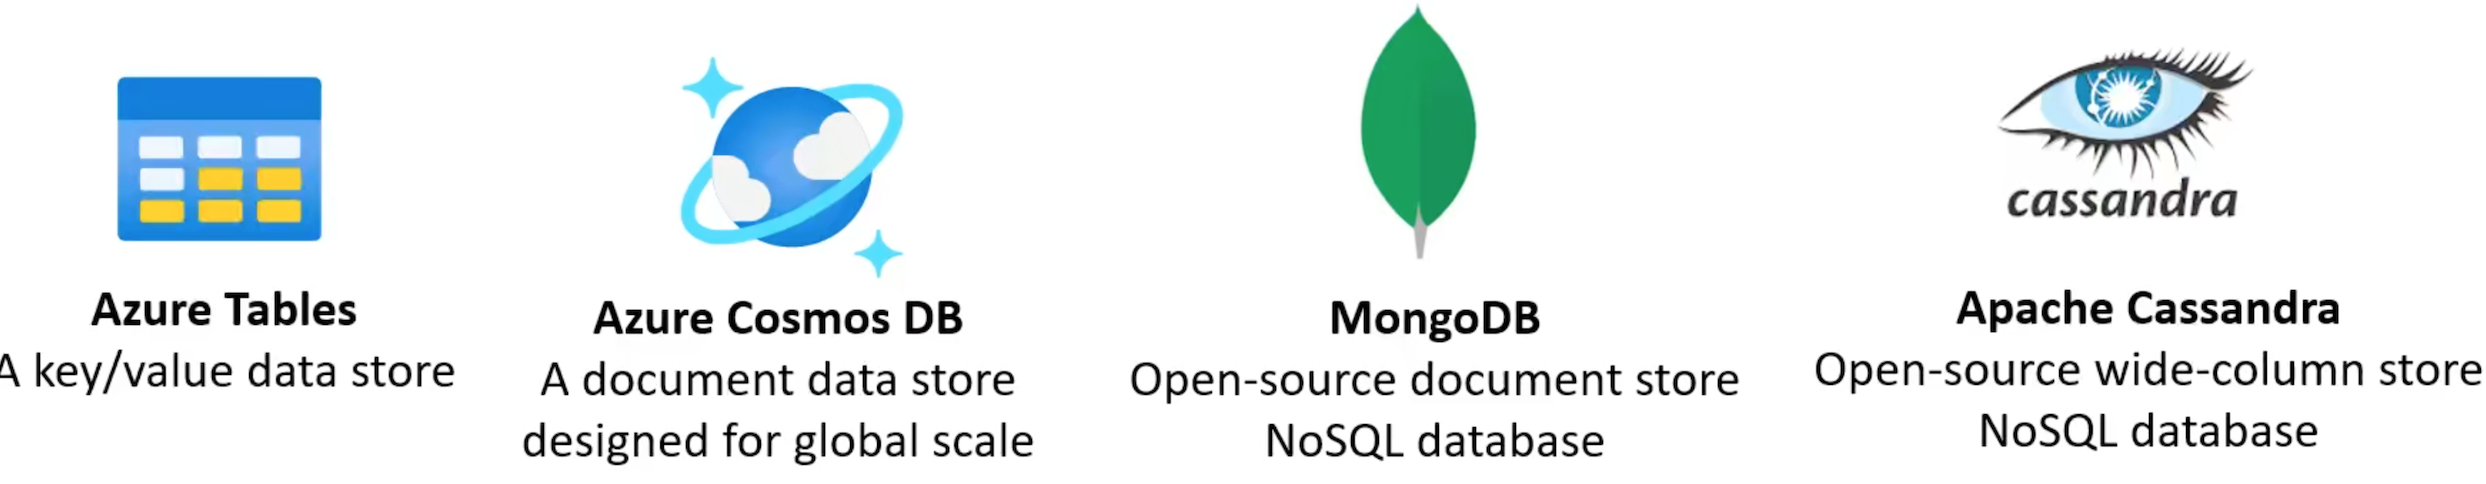 cassandra
Azure Tables
A key/value data store
Azure Cosmos DB
A document data store
designed for global scale
MongoDB
Open-source document store
NoSQL database
Apache Cassandra
Open-source wide-column store
NoSQL database